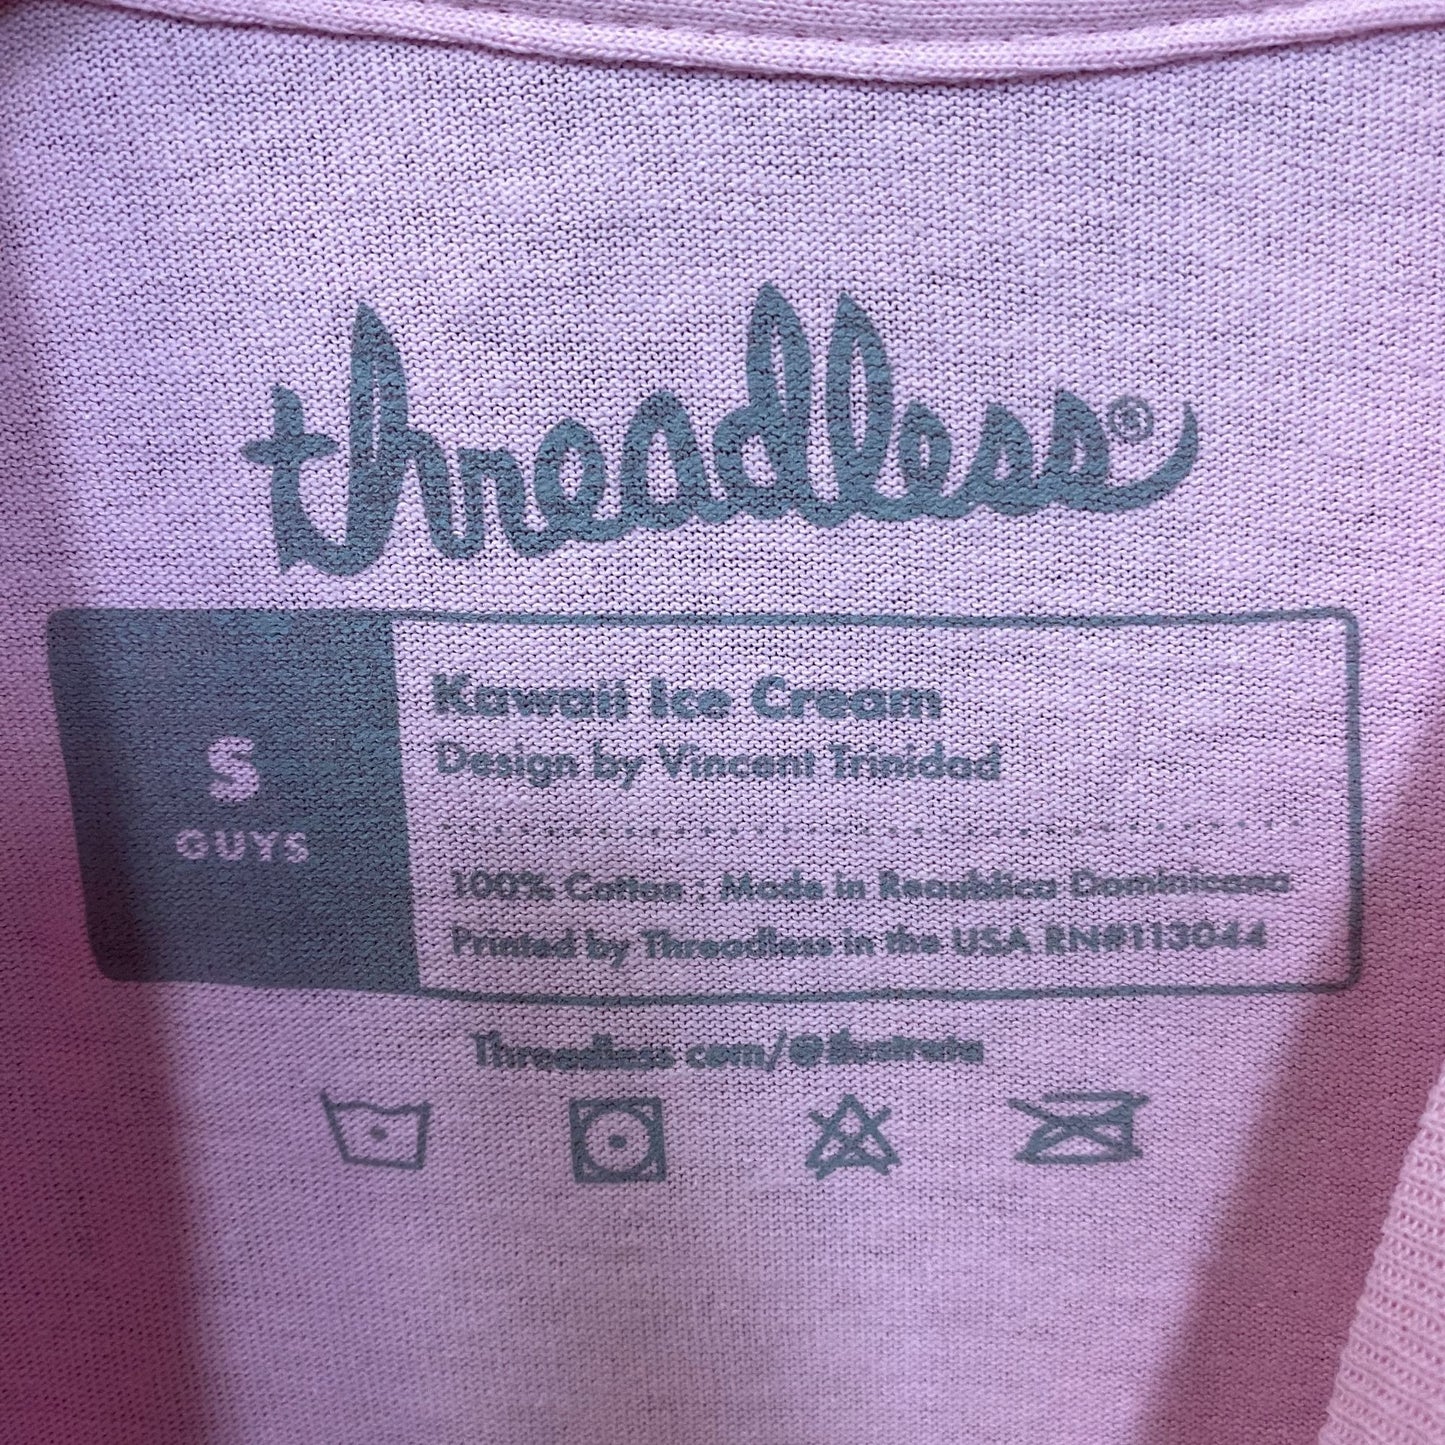 threadless®
S
GUYS
Kawaii Ice Cream
Design by Vincent Trinidad
100% Cotton : Made in Republica Dominicana
Printed by Threadless in the USA RN#113044
Threadless com/@ilustrata